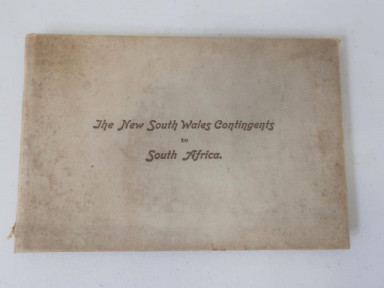 The New South Wales Contingents
to
South Africa.